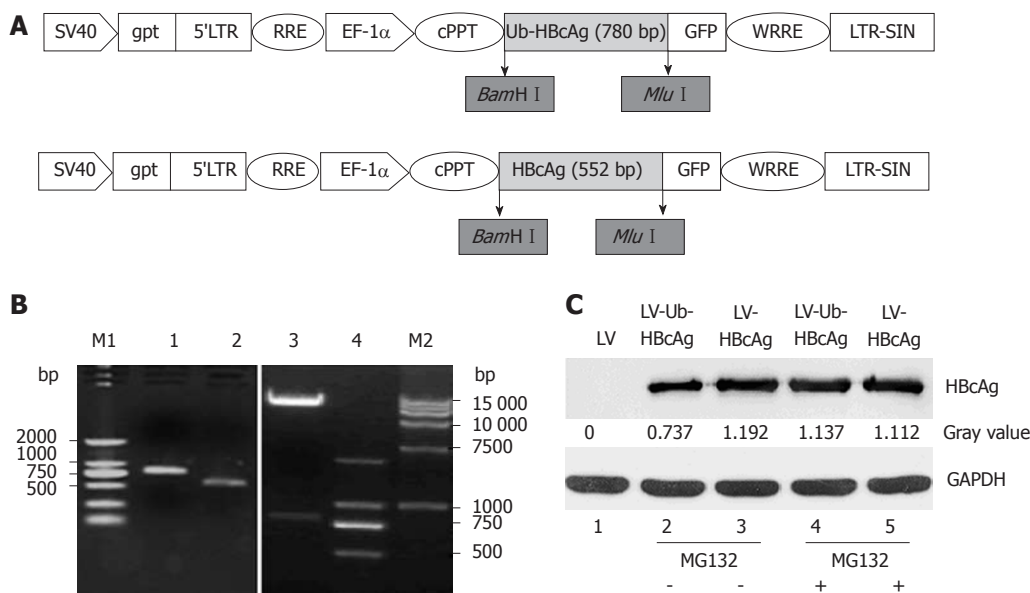 A
SV40 gpt 5'LTR RRE EF-1α cPPT Ub-HBcAg (780 bp) GFP WRRE LTR-SIN
BamH I Mlu I
SV40 gpt 5'LTR RRE EF-1α cPPT HBcAg (552 bp) GFP WRRE LTR-SIN
BamH I Mlu I
B
M1 1 2 3 4 M2
bp
2000
1000
750
500
bp
15 000
10 000
7500
1000
750
500
C
LV LV-Ub-HBcAg LV-HBcAg LV-Ub-HBcAg LV-HBcAg
HBcAg
0 0.737 1.192 1.137 1.112 Gray value
GAPDH
1 2 3 4 5
MG132 MG132
- - + +